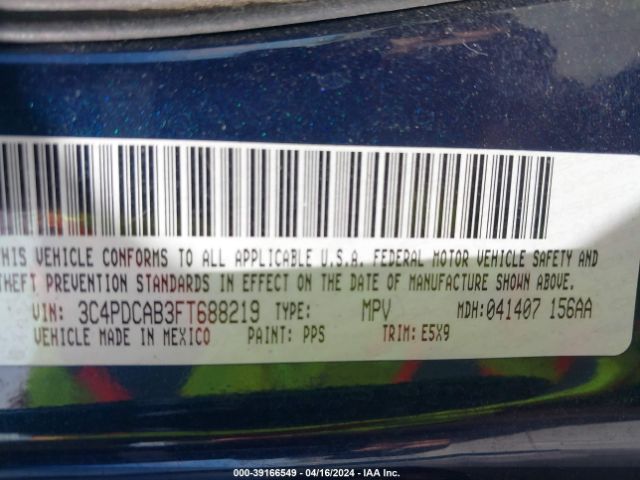 THIS VEHICLE CONFORMS TO ALL APPLICABLE U.S.A. FEDERAL MOTOR VEHICLE SAFETY AND
THEFT PREVENTION STANDARDS IN EFFECT ON THE DATE OF MANUFACTURE SHOWN ABOVE.
VIN: 3C4PDCAB3FT688219 TYPE: MPV MDH:041407 156AA
VEHICLE MADE IN MEXICO PAINT: PPS TRIM: E5X9
000-39166549 - 04/16/2024 - IAA Inc.